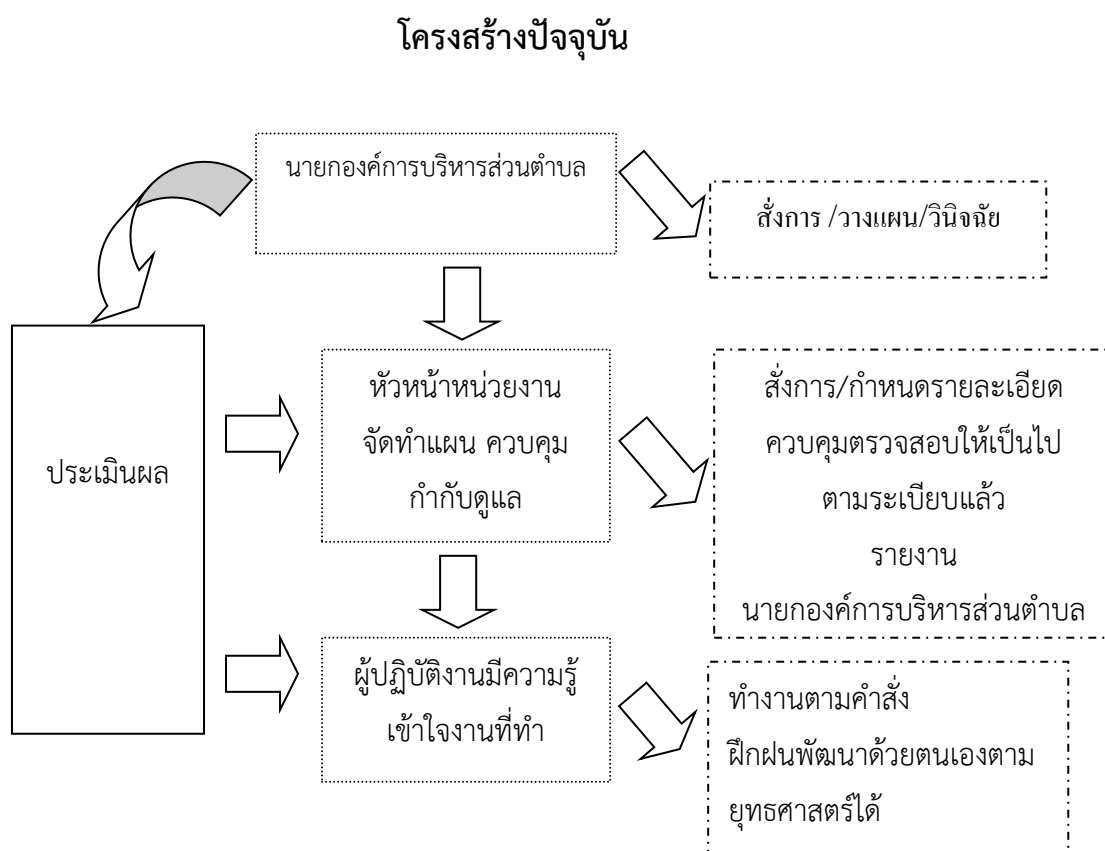 โครงสร้างปัจจุบัน
นายกองค์การบริหารส่วนตำบล
สั่งการ /วางแผน/วินิจฉัย
ประเมินผล
หัวหน้าหน่วยงาน
จัดทำแผน ควบคุม
กำกับดูแล
สั่งการ/กำหนดรายละเอียด
ควบคุมตรวจสอบให้เป็นไป
ตามระเบียบแล้ว
รายงาน
นายกองค์การบริหารส่วนตำบล
ผู้ปฏิบัติงานมีความรู้
เข้าใจงานที่ทำ
ทำงานตามคำสั่ง
ฝึกฝนพัฒนาด้วยตนเองตาม
ยุทธศาสตร์ได้